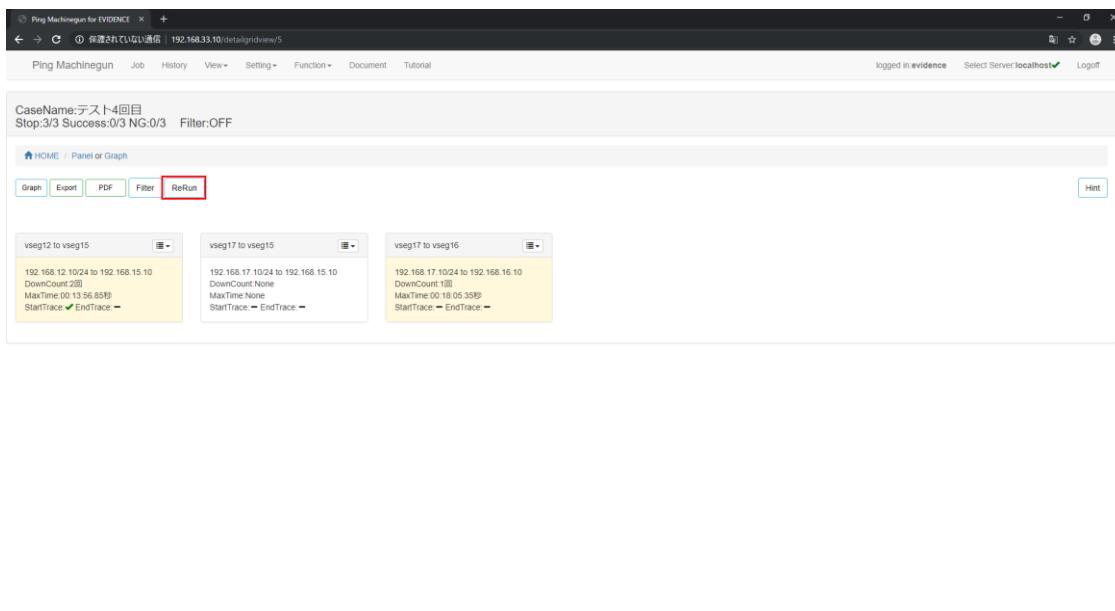 Ping Machinegun for EVIDENCE
保護されていない通信 | 192.168.33.10/detailgridview/5
Ping Machinegun Job History View Setting Function Document Tutorial logged in:evidence Select Server:localhost Logoff
CaseName:テスト4回目
Stop:3/3 Success:0/3 NG:0/3 Filter:OFF
HOME / Panel or Graph
Graph Export PDF Filter ReRun Hint
vseg12 to vseg15
192.168.12.10/24 to 192.168.15.10
DownCount:2回
MaxTime:00:13:56.85秒
StartTrace: EndTrace:
vseg17 to vseg15
192.168.17.10/24 to 192.168.15.10
DownCount:None
MaxTime:None
StartTrace: EndTrace:
vseg17 to vseg16
192.168.17.10/24 to 192.168.16.10
DownCount:1回
MaxTime:00:18:05.35秒
StartTrace: EndTrace: